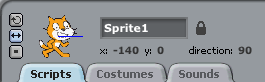 Sprite1
x: -140 y: 0 direction: 90
Scripts Costumes Sounds